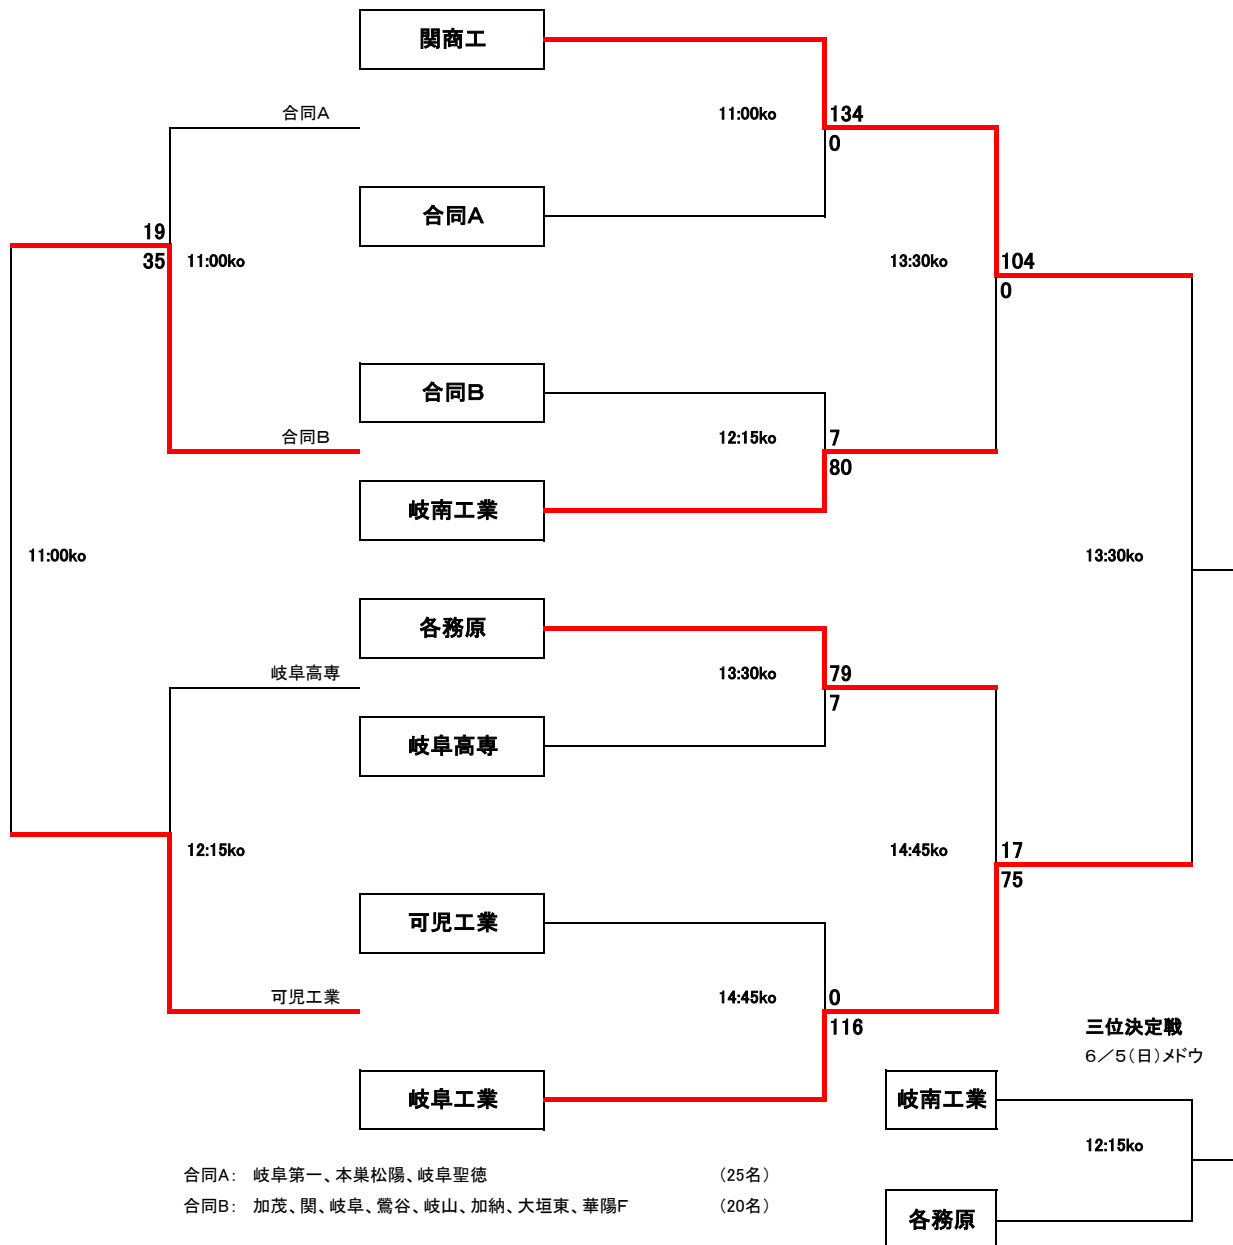 関商工
合同A
11:00ko
134
0
合同A
19
35
11:00ko
13:30ko
104
0
合同B
合同B
12:15ko
7
80
岐南工業
11:00ko
13:30ko
各務原
岐阜高専
13:30ko
79
7
岐阜高専
12:15ko
14:45ko
17
75
可児工業
可児工業
14:45ko
0
116
三位決定戦
6/5(日)メドウ
岐阜工業
岐南工業
12:15ko
合同A: 岐阜第一、本巣松陽、岐阜聖徳 (25名)
合同B: 加茂、関、岐阜、鶯谷、岐山、加納、大垣東、華陽F (20名)
各務原